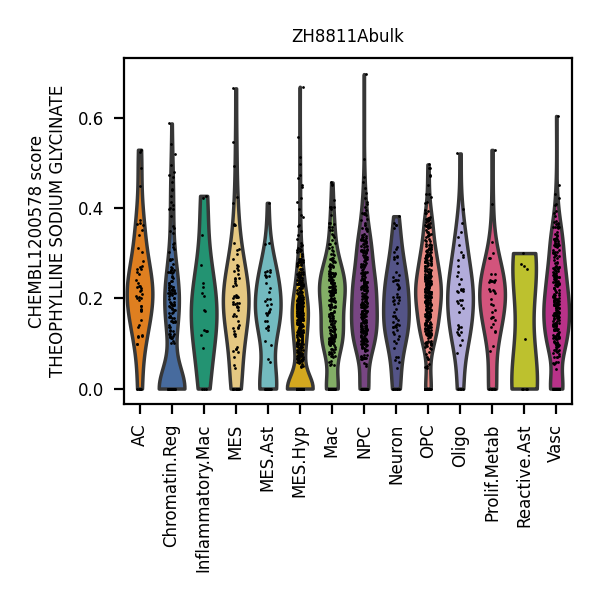 ZH8811Abulk
CHEMBL1200578 score
THEOPHYLLINE SODIUM GLYCINATE
0.6
0.4
0.2
0.0
AC
Chromatin.Reg
Inflammatory.Mac
MES
MES.Ast
MES.Hyp
Mac
NPC
Neuron
OPC
Oligo
Prolif.Metab
Reactive.Ast
Vasc